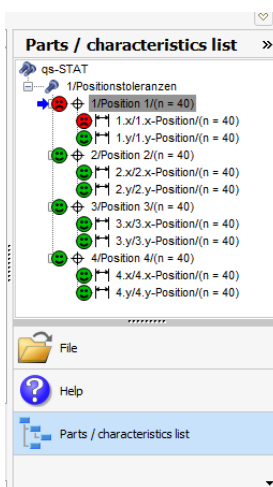 Parts / characteristics list »
qs-STAT
1/Positionstoleranzen
1/Position 1/(n = 40)
1.x/1.x-Position/(n = 40)
1.y/1.y-Position/(n = 40)
2/Position 2/(n = 40)
2.x/2.x-Position/(n = 40)
2.y/2.y-Position/(n = 40)
3/Position 3/(n = 40)
3.x/3.x-Position/(n = 40)
3.y/3.y-Position/(n = 40)
4/Position 4/(n = 40)
4.x/4.x-Position/(n = 40)
4.y/4.y-Position/(n = 40)
File
Help
Parts / characteristics list